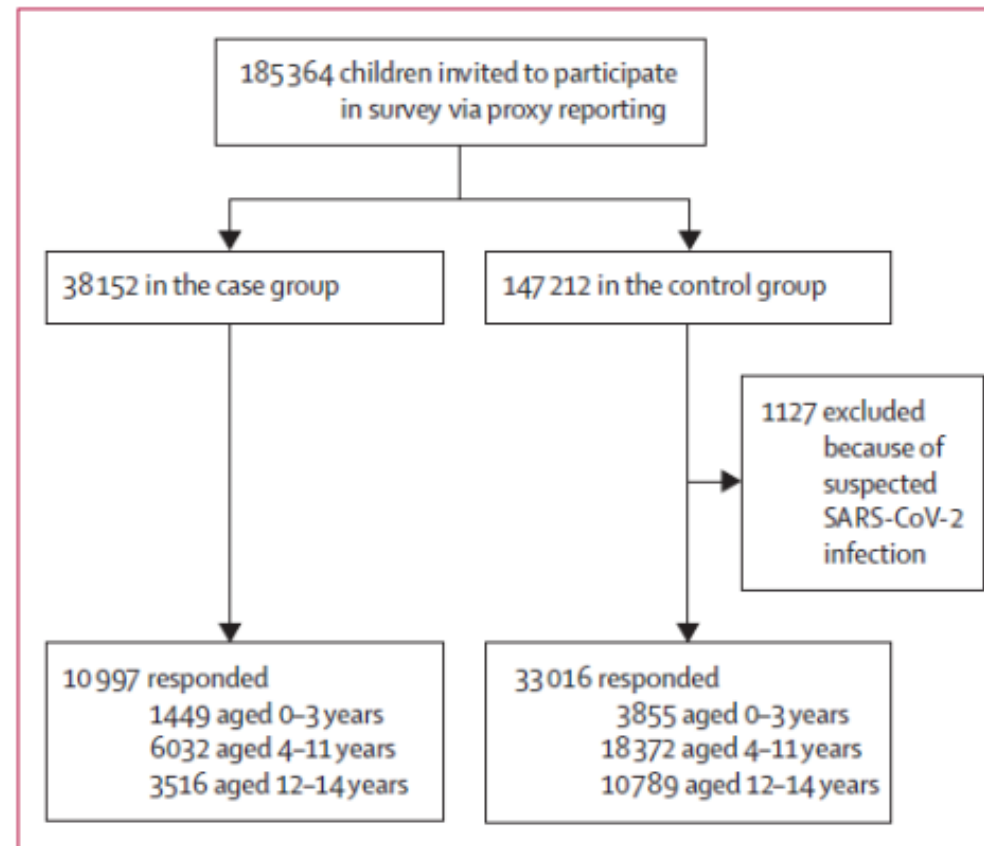 185 364 children invited to participate
in survey via proxy reporting
38 152 in the case group
147 212 in the control group
1127 excluded
because of
suspected
SARS-CoV-2
infection
10 997 responded
1449 aged 0–3 years
6032 aged 4–11 years
3516 aged 12–14 years
33 016 responded
3855 aged 0–3 years
18 372 aged 4–11 years
10 789 aged 12–14 years